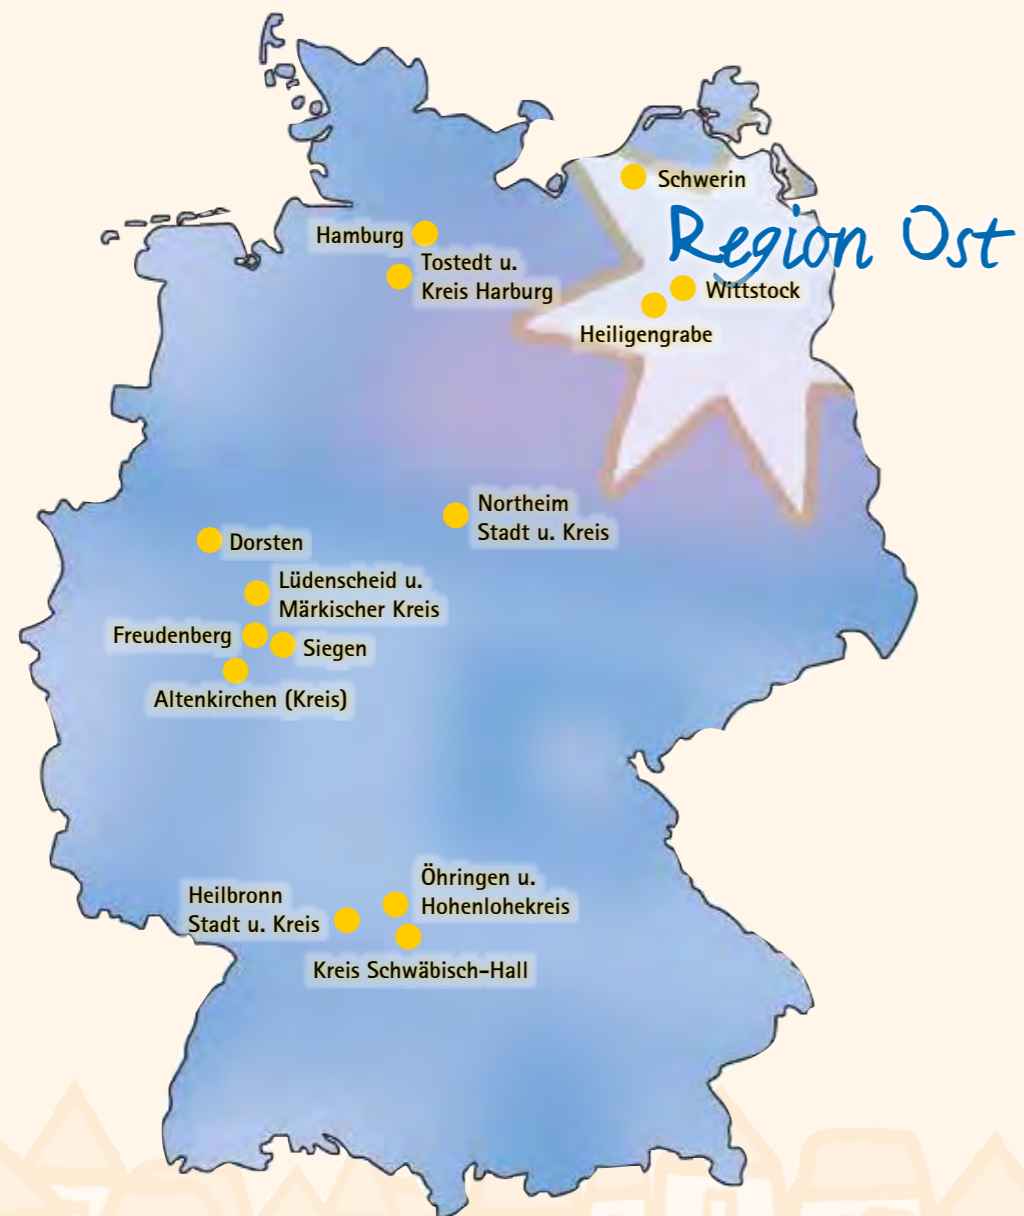 Schwerin
Region Ost
Hamburg
Tostedt u.
Kreis Harburg
Wittstock
Heiligengrabe
Northeim
Stadt u. Kreis
Dorsten
Lüdenscheid u.
Märkischer Kreis
Freudenberg
Siegen
Altenkirchen (Kreis)
Öhringen u.
Hohenlohekreis
Heilbronn
Stadt u. Kreis
Kreis Schwäbisch-Hall